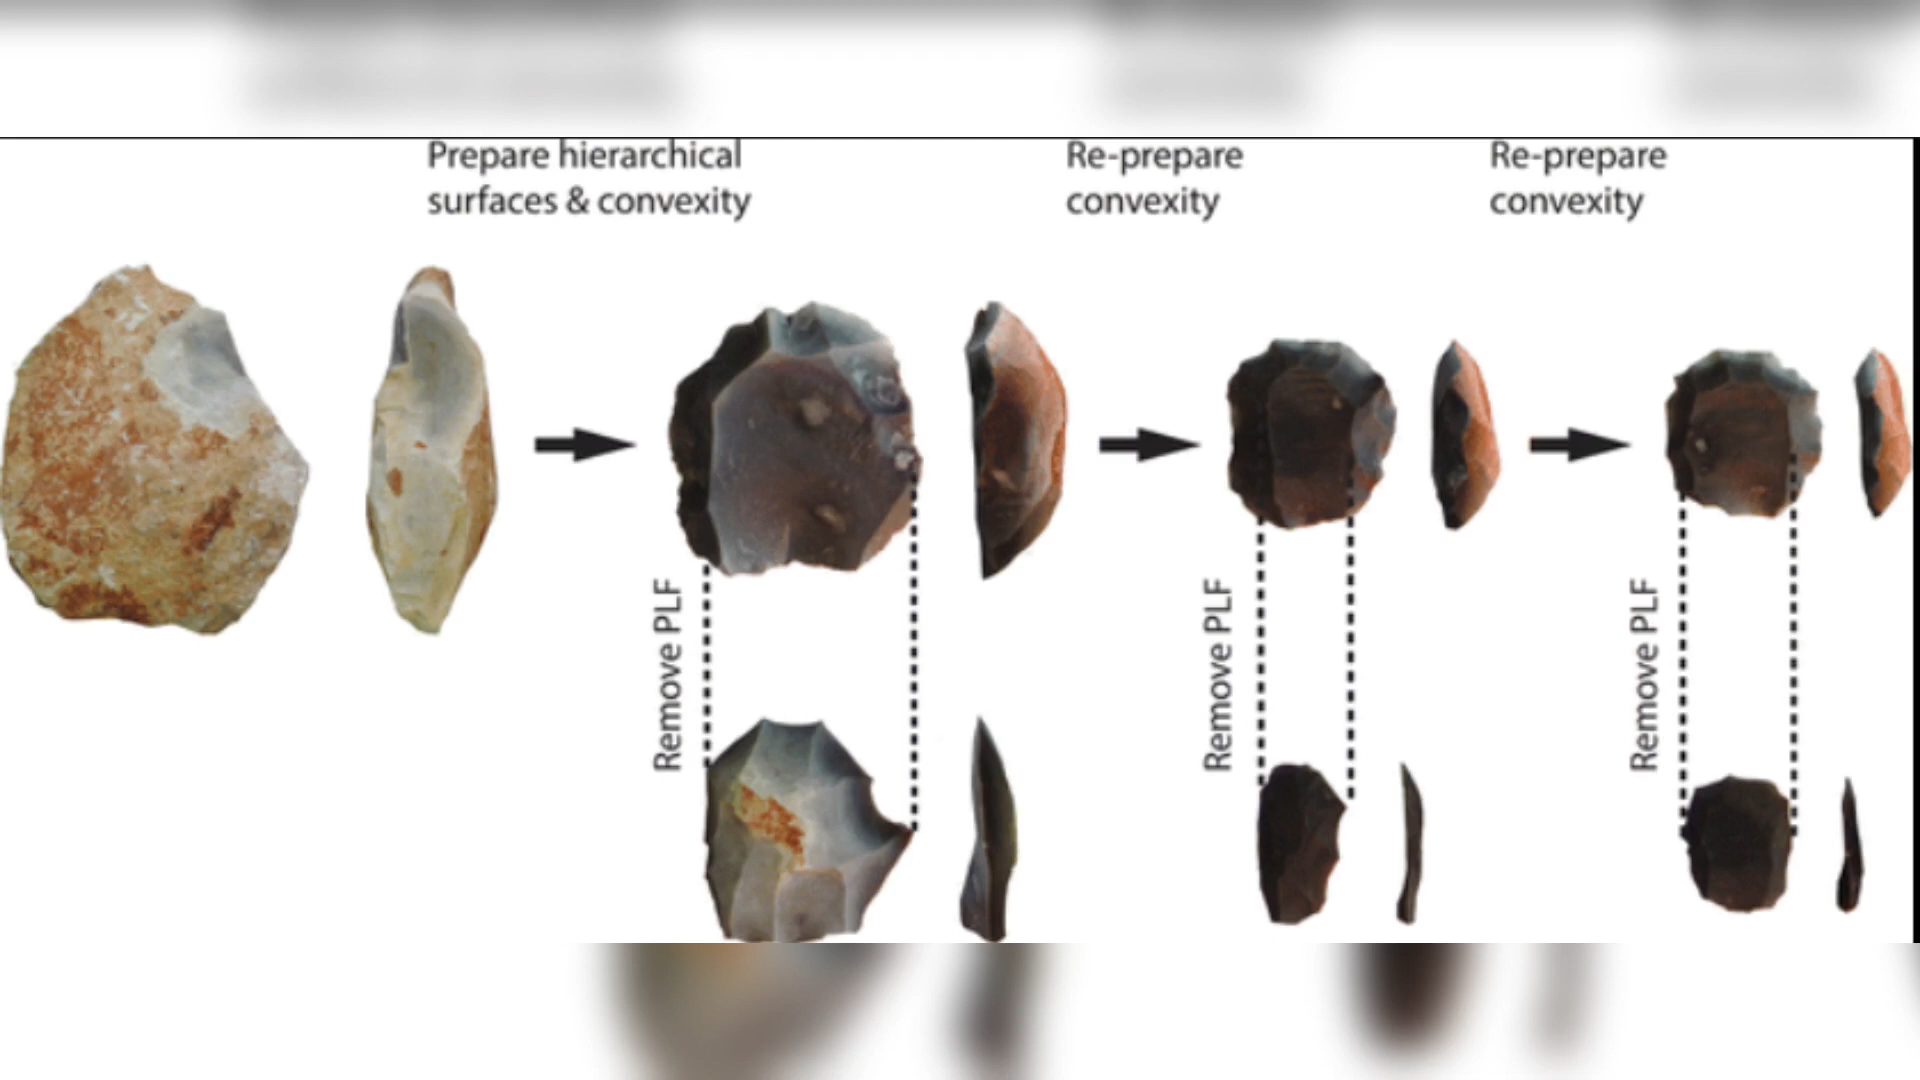 Prepare hierarchical
surfaces & convexity
Re-prepare
convexity
Re-prepare
convexity
Remove PLF
Remove PLF
Remove PLF